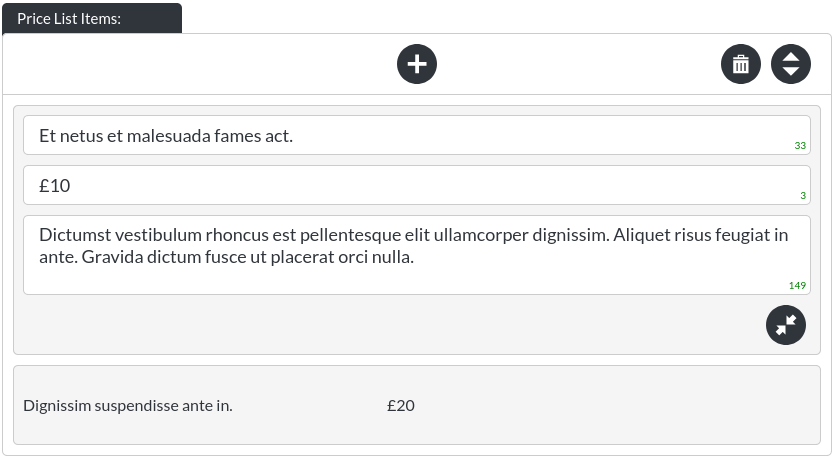 Price List Items:
Et netus et malesuada fames act.
33
£10
3
Dictumst vestibulum rhoncus est pellentesque elit ullamcorper dignissim. Aliquet risus feugiat in
ante. Gravida dictum fusce ut placerat orci nulla.
149
Dignissim suspendisse ante in. £20